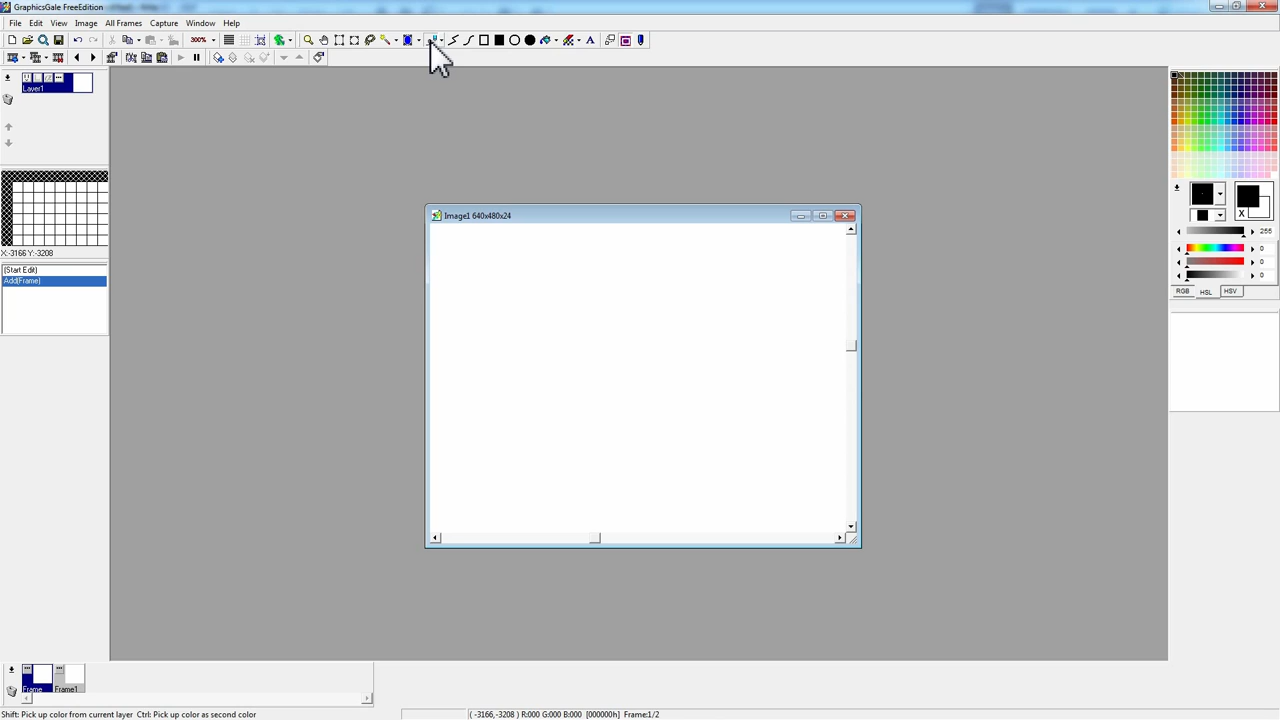 GraphicsGale FreeEdition
File Edit View Image All Frames Capture Window Help
300%
Layer1
Image1 640x480x24
X:-3166 Y:-3208
(Start Edit)
Add(Frame)
X
255
0
0
0
RGB HSL HSV
Frame Frame1
Shift: Pick up color from current layer Ctrl: Pick up color as second color
( -3166,-3208 ) R:000 G:000 B:000 [000000h] Frame:1/2